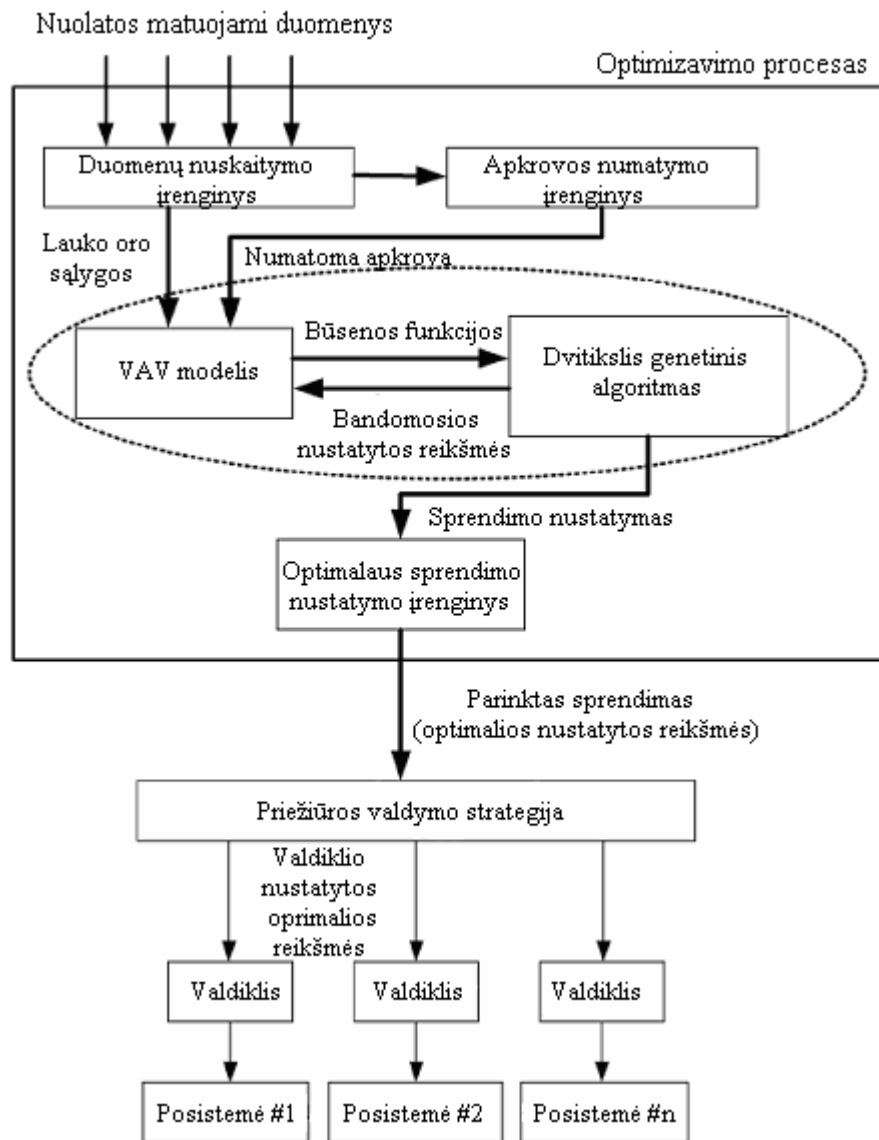 Nuolatos matuojami duomenys
Optimizavimo procesas
Duomenų nuskaitymo
įrenginys
Apkrovos numatymo
įrenginys
Lauko oro
sąlygos
Numatoma apkrova
VAV modelis
Būsenos funkcijos
Dvitikslis genetinis
algoritmas
Bandomosios
nustatytos reikšmės
Sprendimo nustatymas
Optimalaus sprendimo
nustatymo įrenginys
Parinktas sprendimas
(optimalios nustatytos reikšmės)
Priežiūros valdymo strategija
Valdiklio
nustatytos
oprimalios
reikšmės
Valdiklis
Valdiklis
Valdiklis
Posistemė #1
Posistemė #2
Posistemė #n